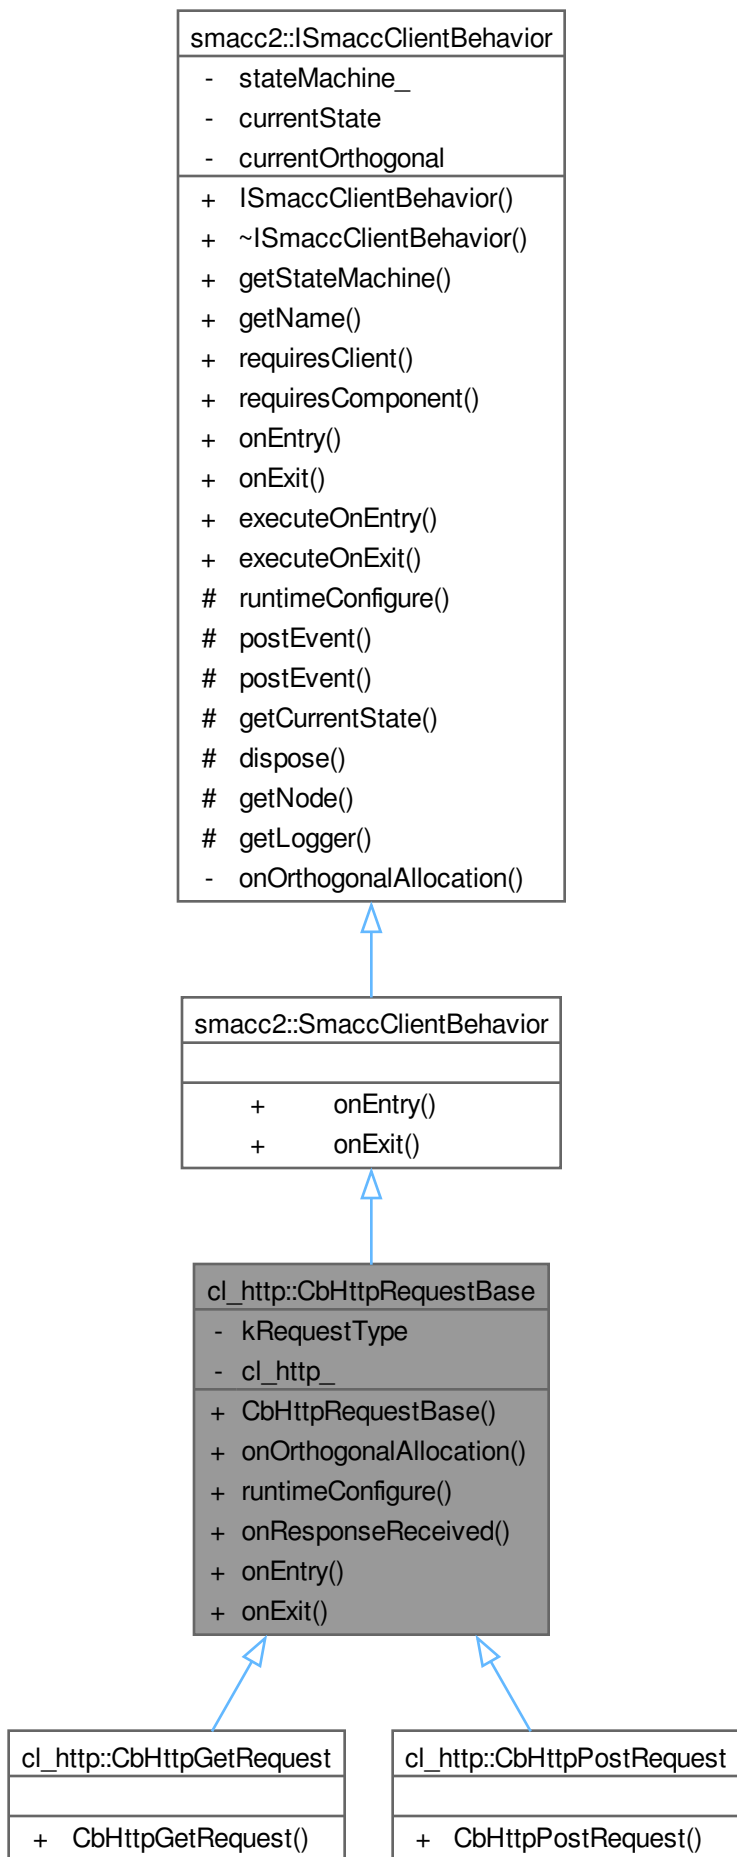 smacc2::ISmaccClientBehavior
- stateMachine_
- currentState
- currentOrthogonal
+ ISmaccClientBehavior()
+ ~ISmaccClientBehavior()
+ getStateMachine()
+ getName()
+ requiresClient()
+ requiresComponent()
+ onEntry()
+ onExit()
+ executeOnEntry()
+ executeOnExit()
# runtimeConfigure()
# postEvent()
# postEvent()
# getCurrentState()
# dispose()
# getNode()
# getLogger()
- onOrthogonalAllocation()
smacc2::SmaccClientBehavior
+ onEntry()
+ onExit()
cl_http::CbHttpRequestBase
- kRequestType
- cl_http_
+ CbHttpRequestBase()
+ onOrthogonalAllocation()
+ runtimeConfigure()
+ onResponseReceived()
+ onEntry()
+ onExit()
cl_http::CbHttpGetRequest
+ CbHttpGetRequest()
cl_http::CbHttpPostRequest
+ CbHttpPostRequest()